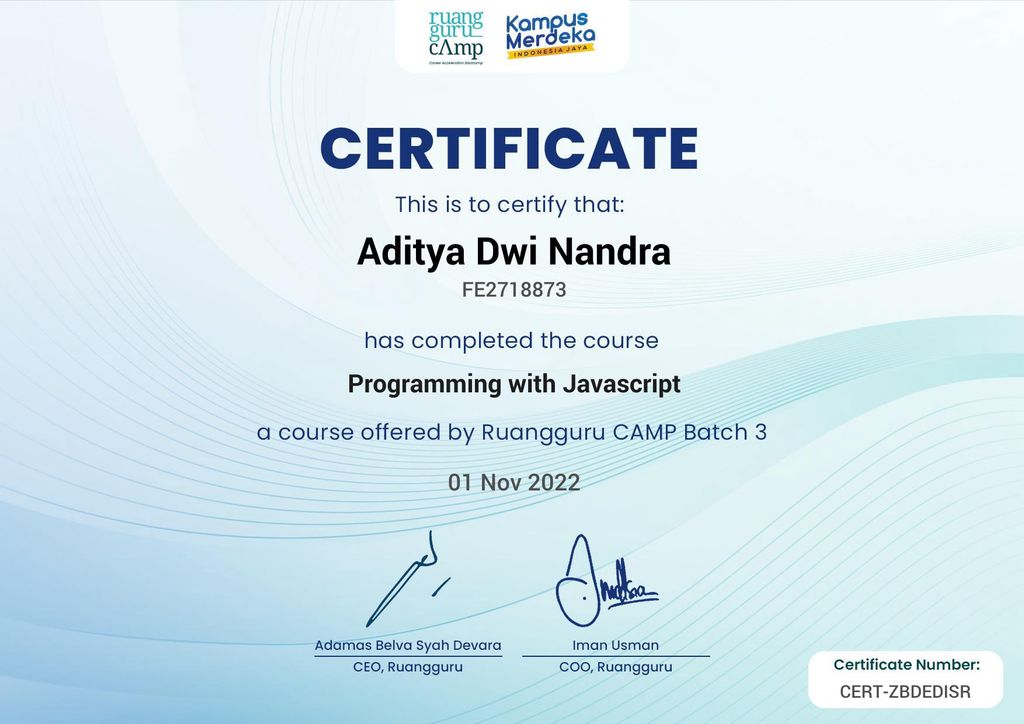 ruang
guru
cAmp
Career Acceleration Bootcamp
Kampus
Merdeka
INDONESIA JAYA
CERTIFICATE
This is to certify that:
Aditya Dwi Nandra
FE2718873
has completed the course
Programming with Javascript
a course offered by Ruangguru CAMP Batch 3
01 Nov 2022
Adamas Belva Syah Devara
CEO, Ruangguru
Iman Usman
COO, Ruangguru
Certificate Number:
CERT-ZBDEDISR